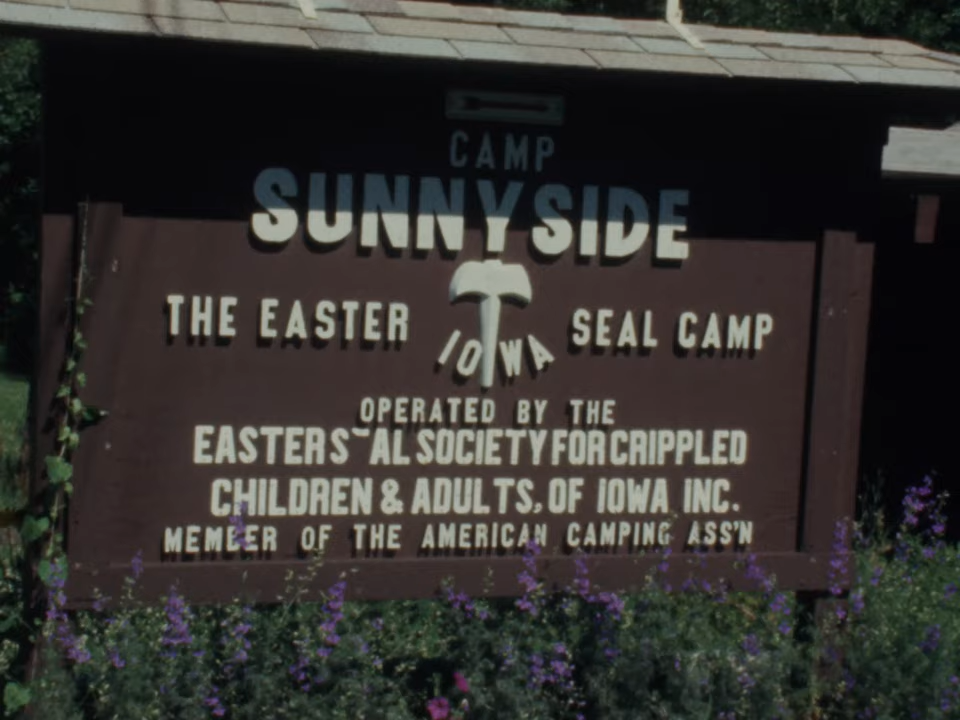 CAMP
SUNNYSIDE
THE EASTER SEAL CAMP
IOWA
OPERATED BY THE
EASTER S AL SOCIETY FOR CRIPPLED
CHILDREN & ADULTS, OF IOWA INC.
MEMBER OF THE AMERICAN CAMPING ASS'N